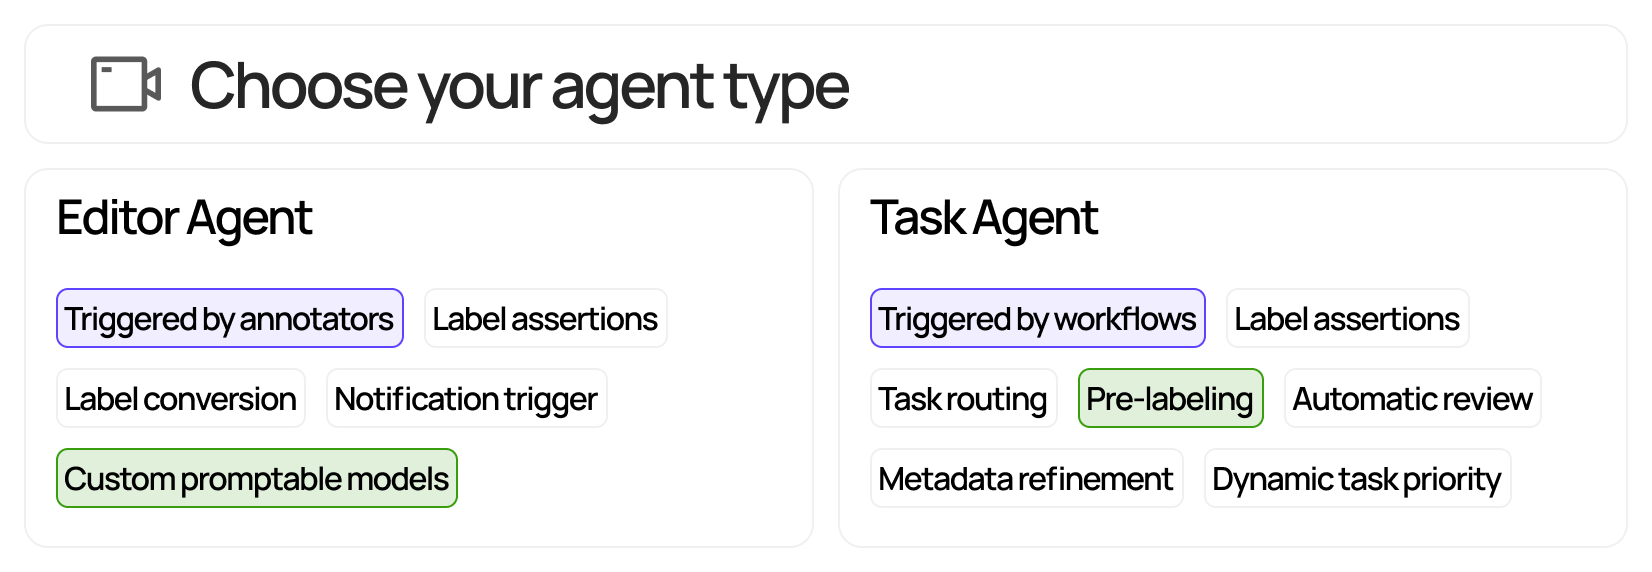 Choose your agent type
Editor Agent
Triggered by annotators
Label assertions
Label conversion
Notification trigger
Custom promptable models
Task Agent
Triggered by workflows
Label assertions
Task routing
Pre-labeling
Automatic review
Metadata refinement
Dynamic task priority